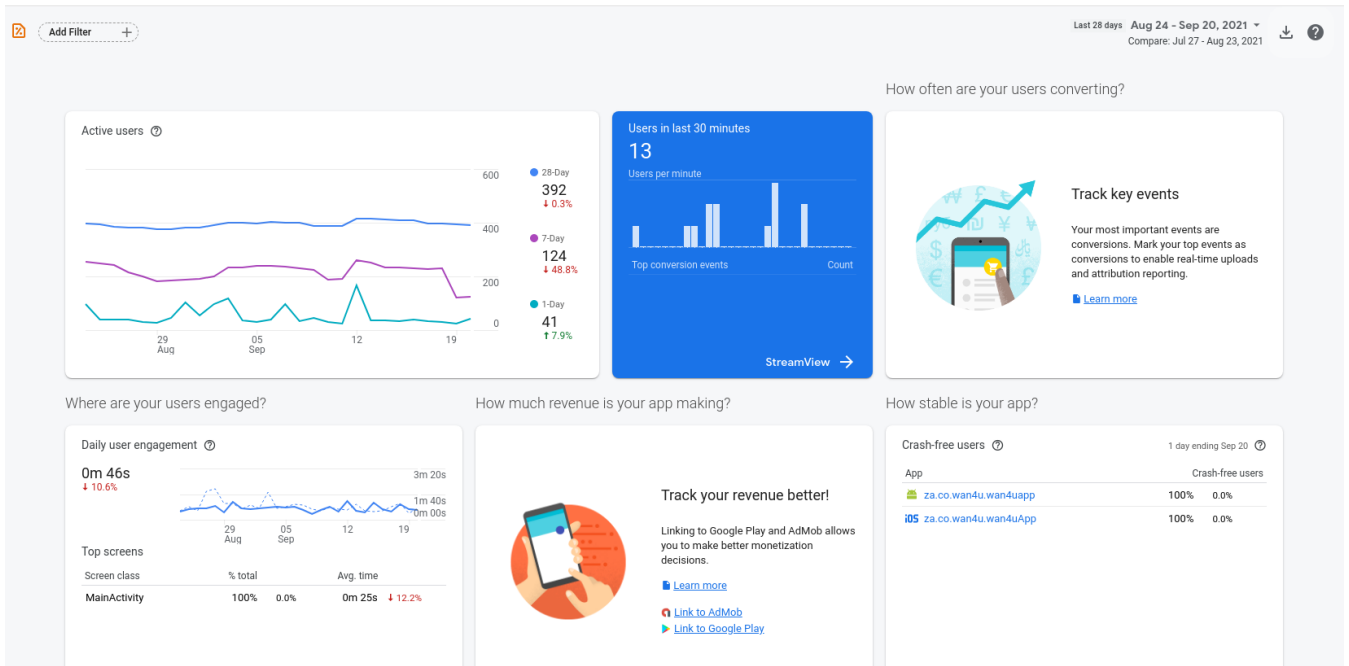 Add Filter +
Last 28 days Aug 24 - Sep 20, 2021
Compare: Jul 27 - Aug 23, 2021
How often are your users converting?
Active users
600
400
200
0
29
Aug
05
Sep
12
19
28-Day
392
↓ 0.3%
7-Day
124
↓ 48.8%
1-Day
41
↑ 7.9%
Users in last 30 minutes
13
Users per minute
Top conversion events Count
StreamView →
Track key events
Your most important events are
conversions. Mark your top events as
conversions to enable real-time uploads
and attribution reporting.
Learn more
Where are your users engaged?
Daily user engagement
0m 46s
↓ 10.6%
3m 20s
1m 40s
0m 00s
29
Aug
05
Sep
12
19
Top screens
Screen class % total Avg. time
MainActivity 100% 0.0% 0m 25s ↓ 12.2%
How much revenue is your app making?
Track your revenue better!
Linking to Google Play and AdMob allows
you to make better monetization
decisions.
Learn more
Link to AdMob
Link to Google Play
How stable is your app?
Crash-free users 1 day ending Sep 20
App Crash-free users
za.co.wan4u.wan4uapp 100% 0.0%
iOS za.co.wan4u.wan4uApp 100% 0.0%